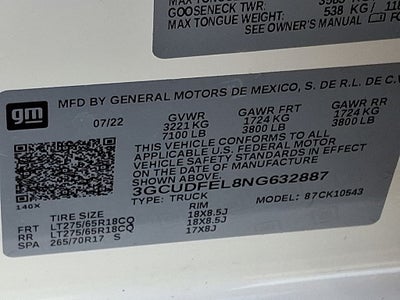 GOOSENECK TWR:
MAX TONGUE WEIGHT: 538 KG / 118
SEE OWNER'S MANUAL
gm
MFD BY GENERAL MOTORS DE MEXICO, S. DE R.L. DE C.V
07/22 GVWR GAWR FRT GAWR RR
3221 KG 1724 KG 1724 KG
7100 LB 3800 LB 3800 LB
THIS VEHICLE CONFORMS TO ALL
APPLICABLE U.S. FEDERAL MOTOR
VEHICLE SAFETY STANDARDS IN EFFECT
ON THE DATE OF MANUFACTURE
SHOWN ABOVE.
3GCUDFEL8NG632887
TYPE: TRUCK MODEL: 87CK10543
140X
TIRE SIZE RIM
FRT LT275/65R18CQ 18X8.5J
RR LT275/65R18CQ 18X8.5J
SPA 265/70R17 S 17X8J